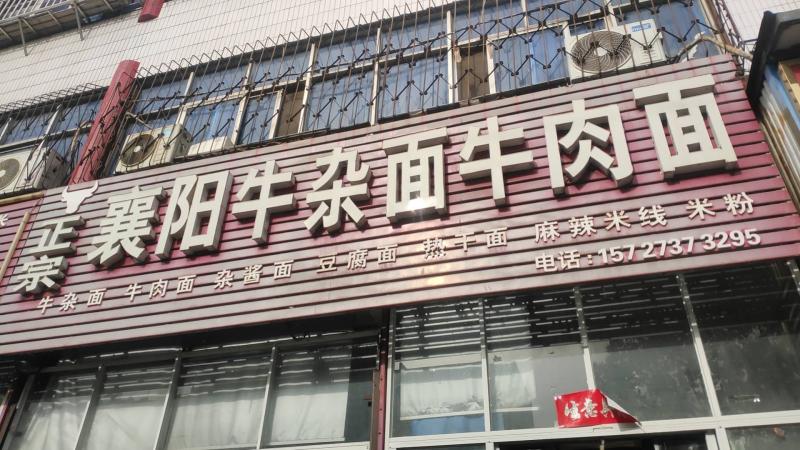 正宗
襄阳牛杂面牛肉面
牛杂面 牛肉面 杂酱面 豆腐面 热干面 麻辣米线 米粉
电话:15727373295